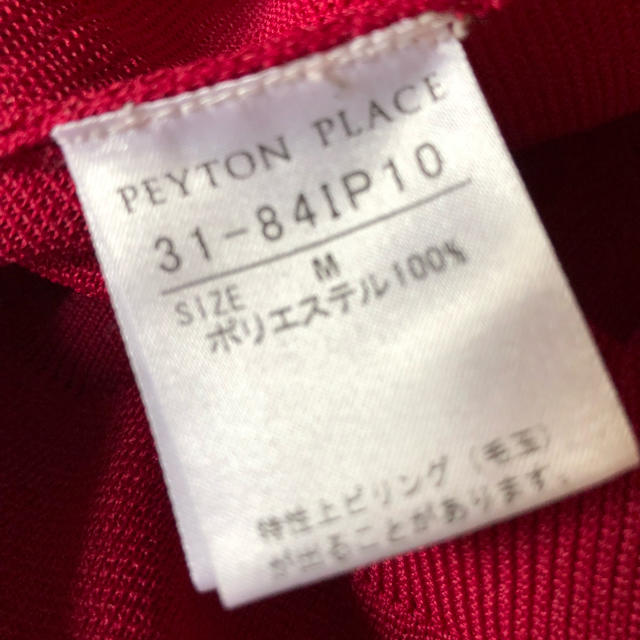 PEYTON PLACE
31-84IP10
SIZE M
ポリエステル100%
特性上ピリング(毛玉)
が出ることがあります.